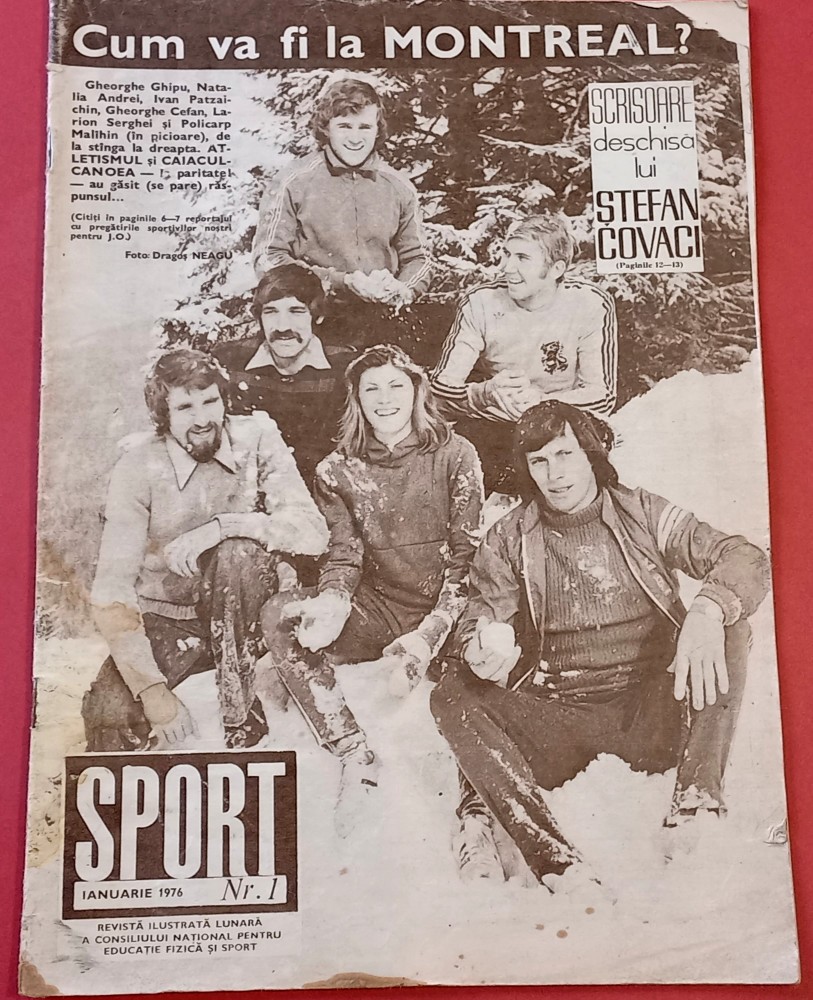 Cum va fi la MONTREAL?
Gheorghe Ghipu, Nata-
lia Andrei, Ivan Patzai-
chin, Gheorghe Cefan, La-
rion Serghei și Policarp
Malîhin (în picioare), de
la stînga la dreapta. AT-
LETISMUL și CAIACUL-
CANOEA — paritate!
— au găsit (se pare) răs-
punsul...
(Citiți în paginile 6—7 reportajul
cu pregătirile sportivilor noștri
pentru J.O.)
Foto: Dragoș NEAGU
SCRISOARE
deschisă
lui
ȘTEFAN
COVACI
(Paginile 12—13)
SPORT
IANUARIE 1976 Nr. 1
REVISTĂ ILUSTRATĂ LUNARĂ
A CONSILIULUI NAȚIONAL PENTRU
EDUCAȚIE FIZICĂ ȘI SPORT